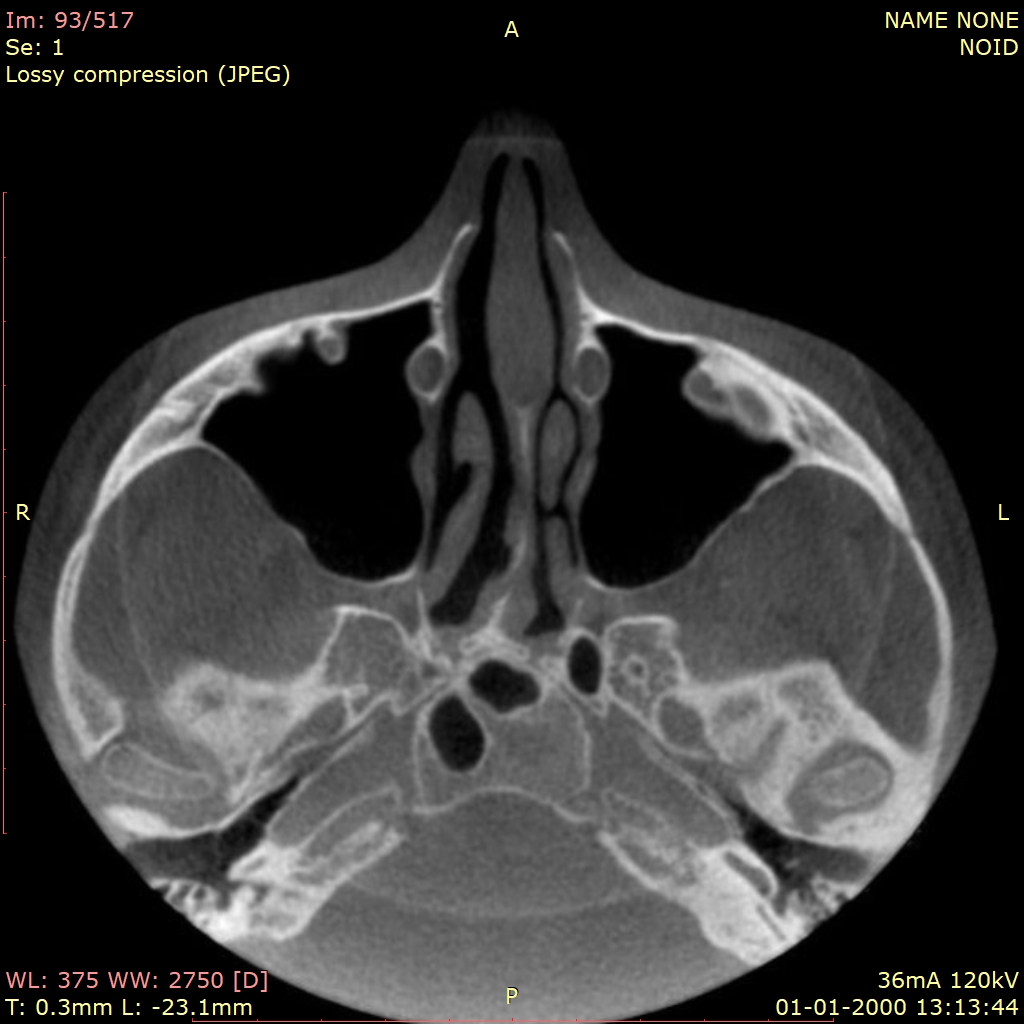 Im: 93/517
Se: 1
Lossy compression (JPEG)
A
NAME NONE
NOID
R
L
WL: 375 WW: 2750 [D]
T: 0.3mm L: -23.1mm
P
36mA 120kV
01-01-2000 13:13:44